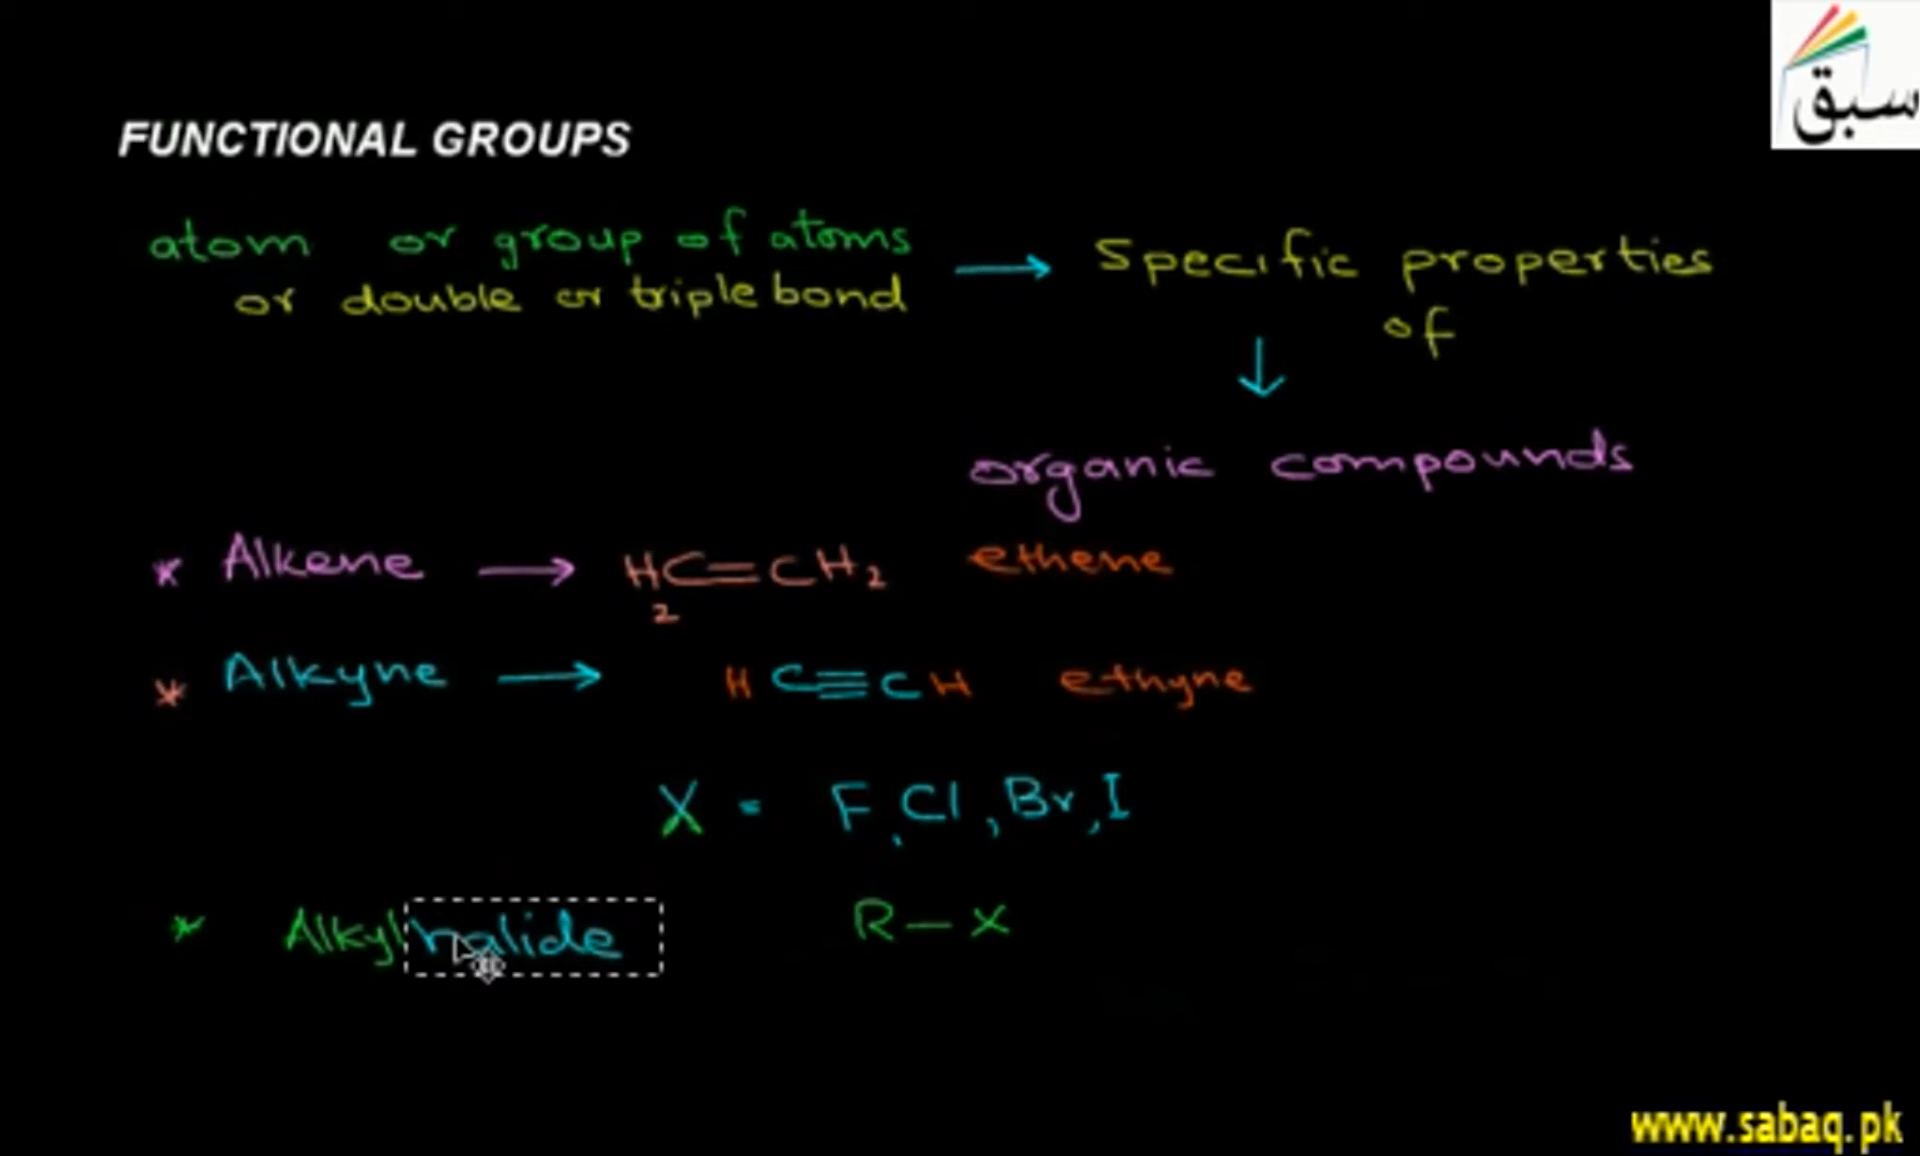 سبق
FUNCTIONAL GROUPS
atom or group of atoms → Specific properties
or double or triple bond
of
↓
organic compounds
* Alkene → H₂C=CH₂ ethene
* Alkyne → HC≡CH ethyne
X = F, Cl, Br, I
* Alkyl halide R–X
www.sabaq.pk